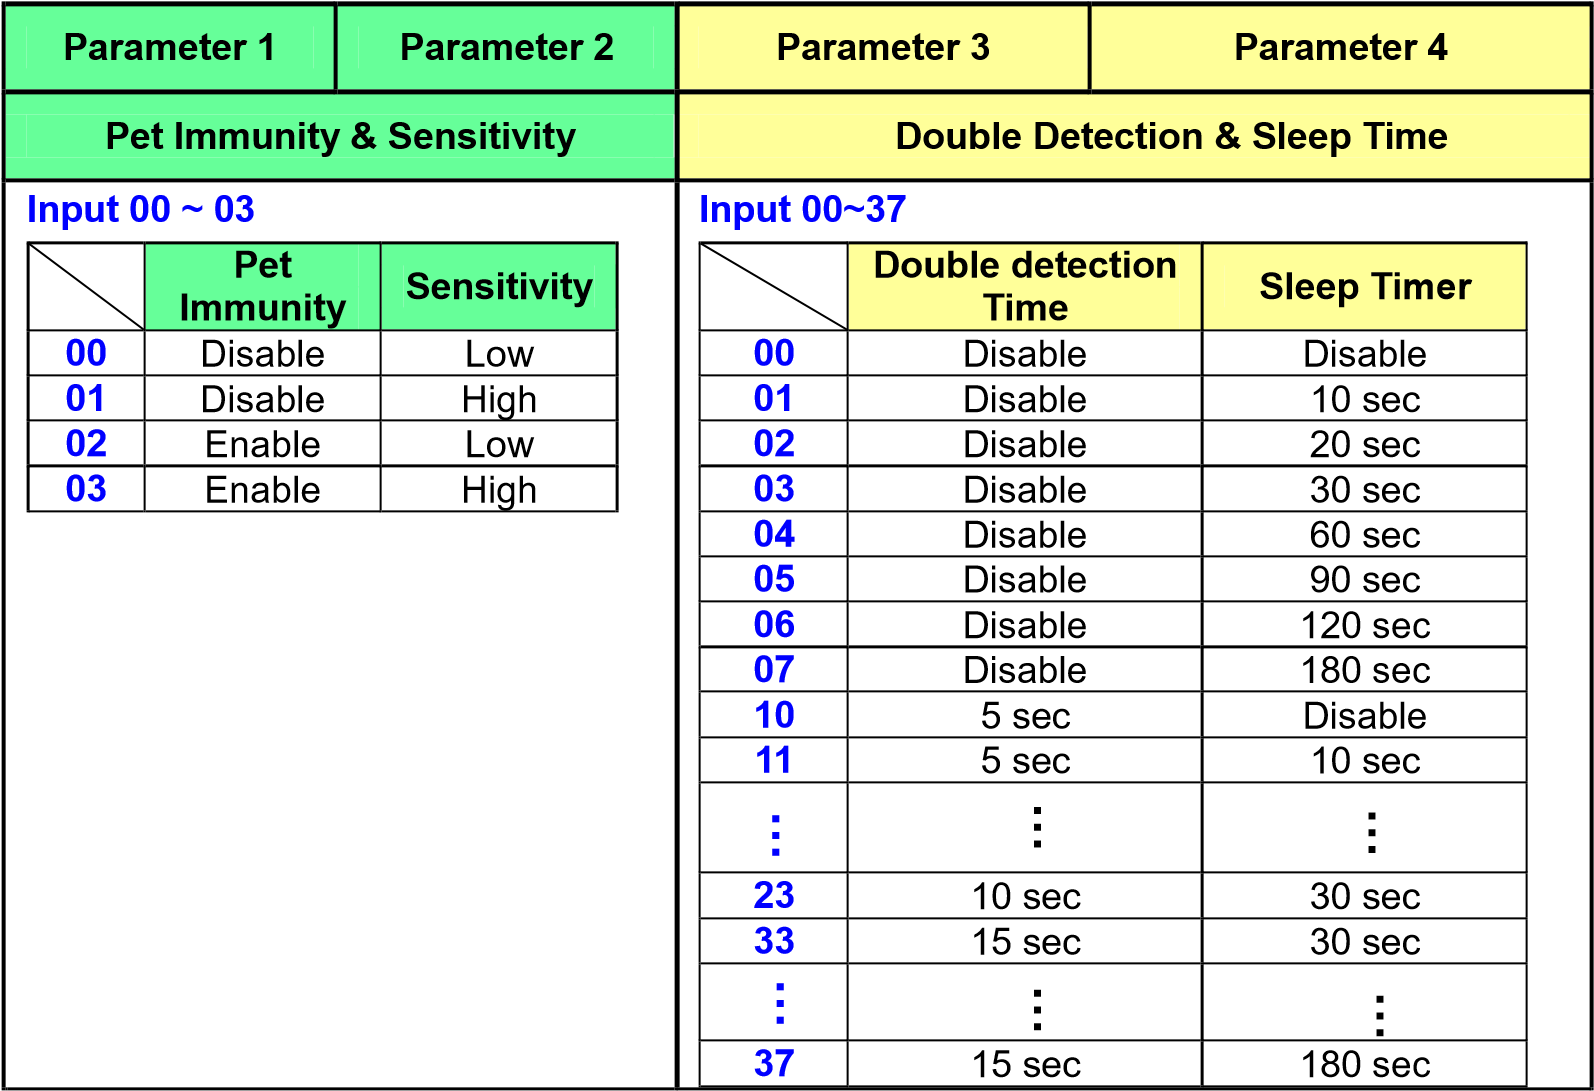 Parameter 1 Parameter 2 Parameter 3 Parameter 4
Pet Immunity & Sensitivity Double Detection & Sleep Time
Input 00 ~ 03
Pet Immunity Sensitivity
00 Disable Low
01 Disable High
02 Enable Low
03 Enable High
Input 00~37
Double detection Time Sleep Timer
00 Disable Disable
01 Disable 10 sec
02 Disable 20 sec
03 Disable 30 sec
04 Disable 60 sec
05 Disable 90 sec
06 Disable 120 sec
07 Disable 180 sec
10 5 sec Disable
11 5 sec 10 sec
⋮ ⋮ ⋮
23 10 sec 30 sec
33 15 sec 30 sec
⋮ ⋮ ⋮
37 15 sec 180 sec